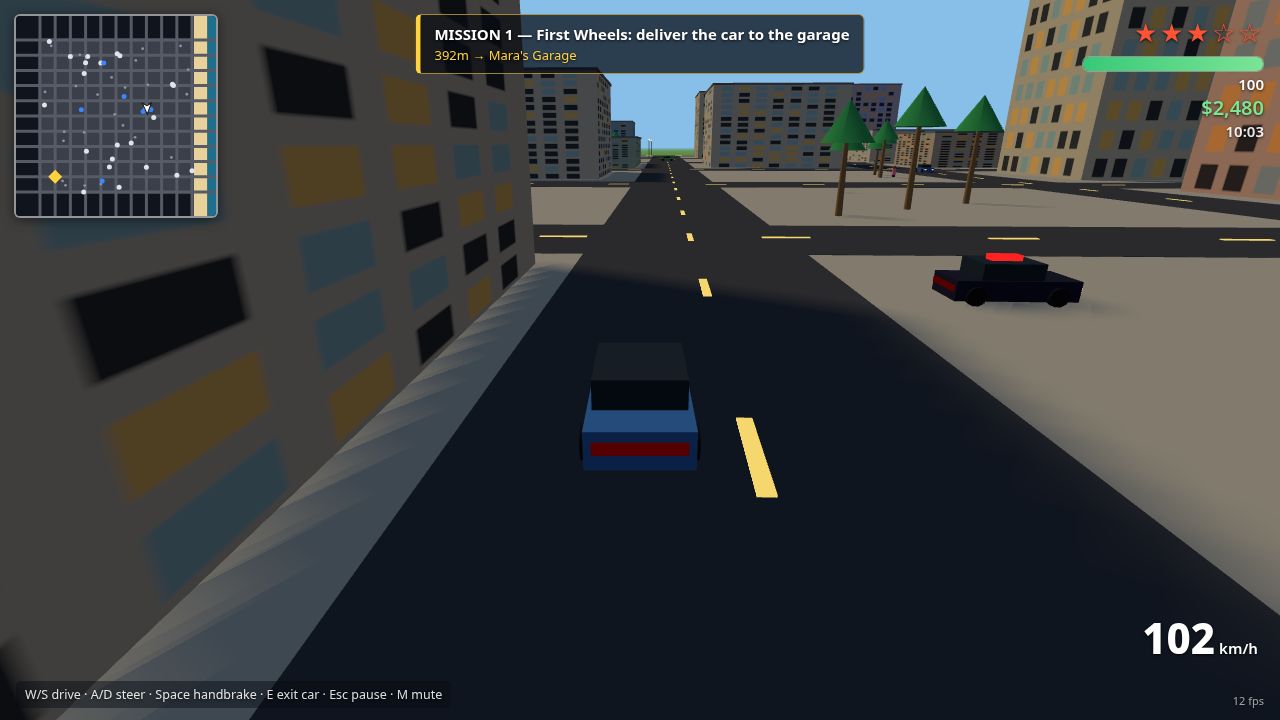 MISSION 1 — First Wheels: deliver the car to the garage
392m → Mara's Garage
★★★☆☆
100
$2,480
10:03
102 km/h
W/S drive · A/D steer · Space handbrake · E exit car · Esc pause · M mute
12 fps